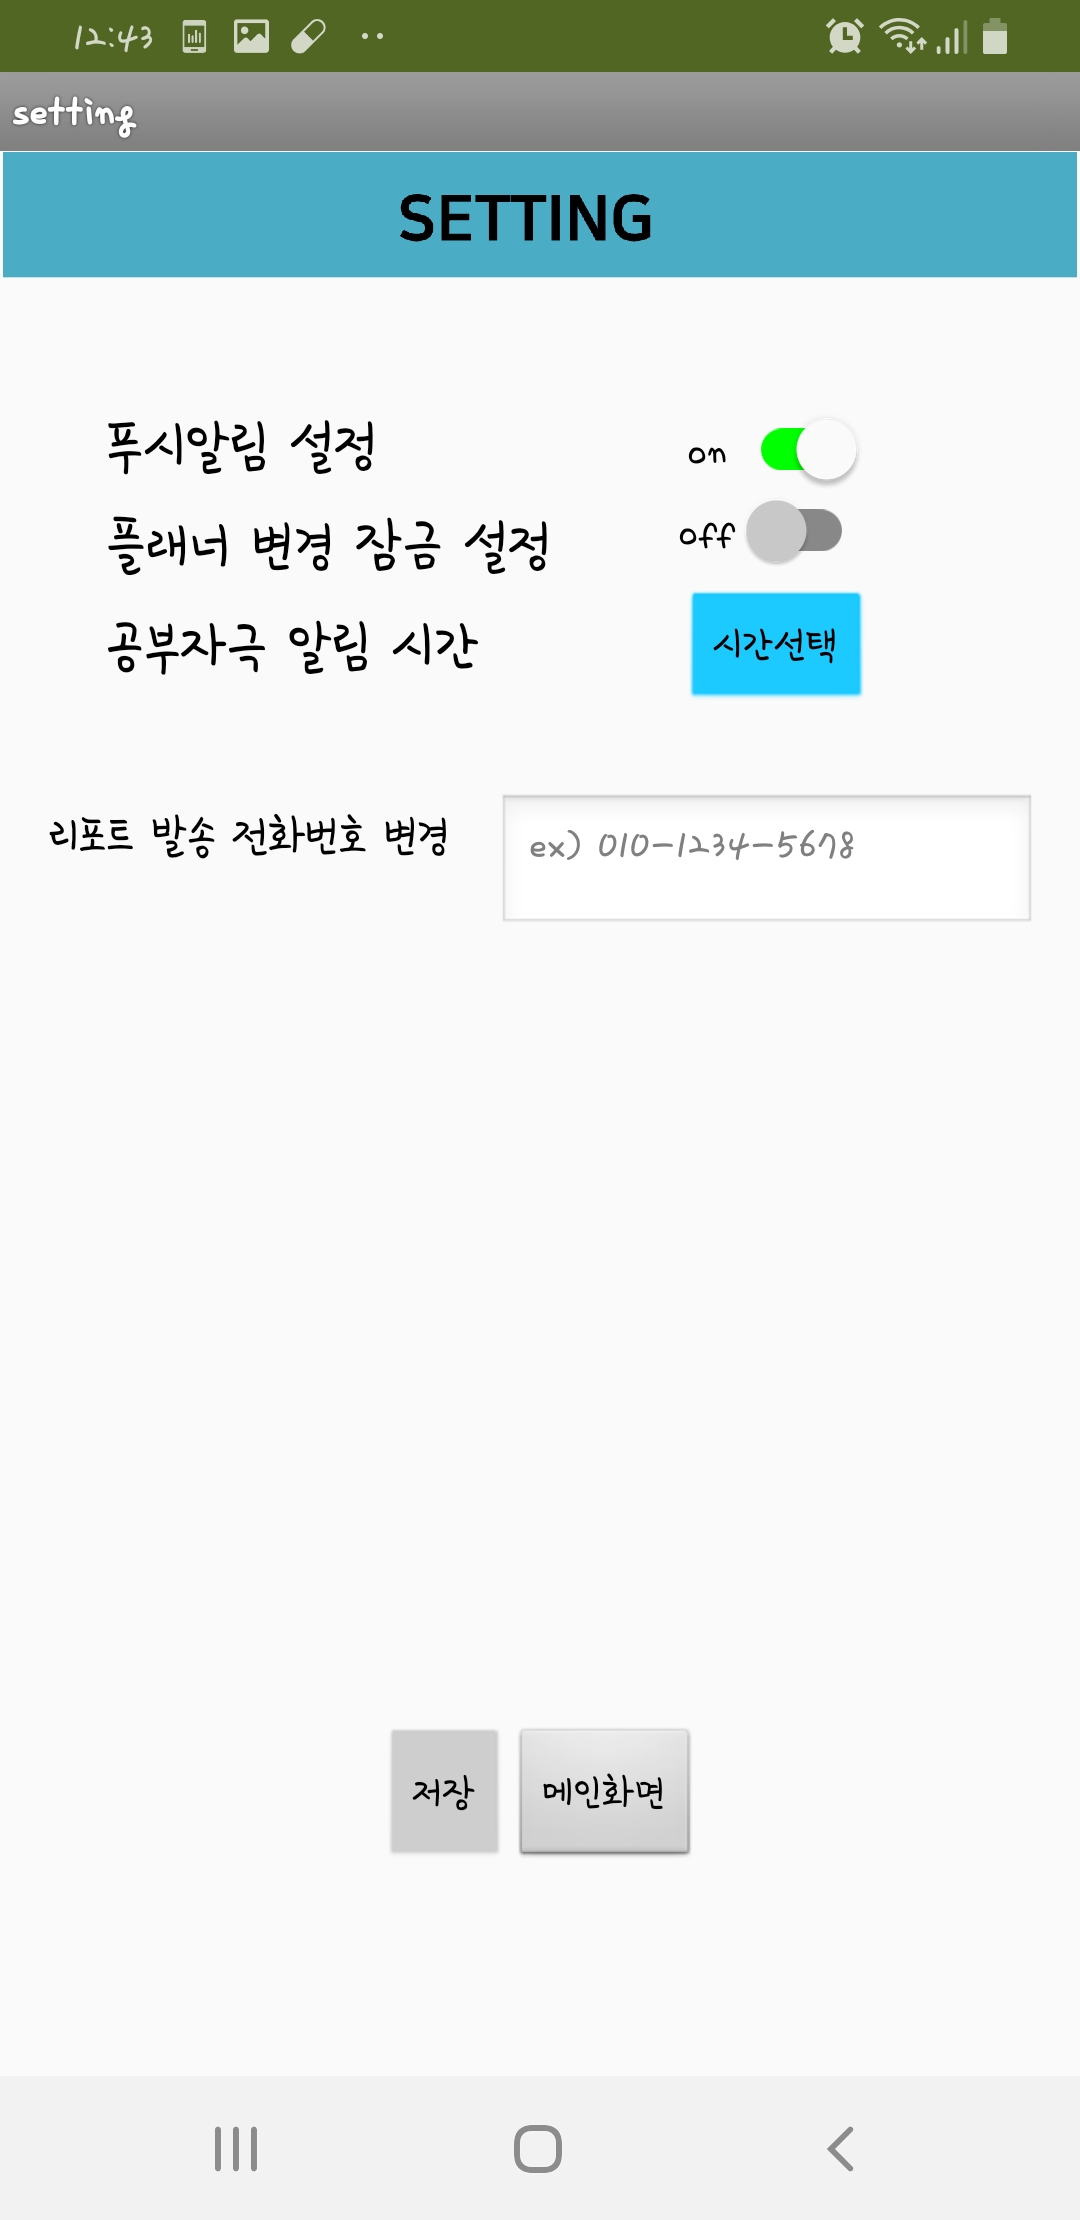 12:43
setting
SETTING
푸시알림 설정 on
플래너 변경 잠금 설정 off
공부자극 알림 시간 시간선택
리포트 발송 전화번호 변경 ex) 010-1234-5678
저장 메인화면